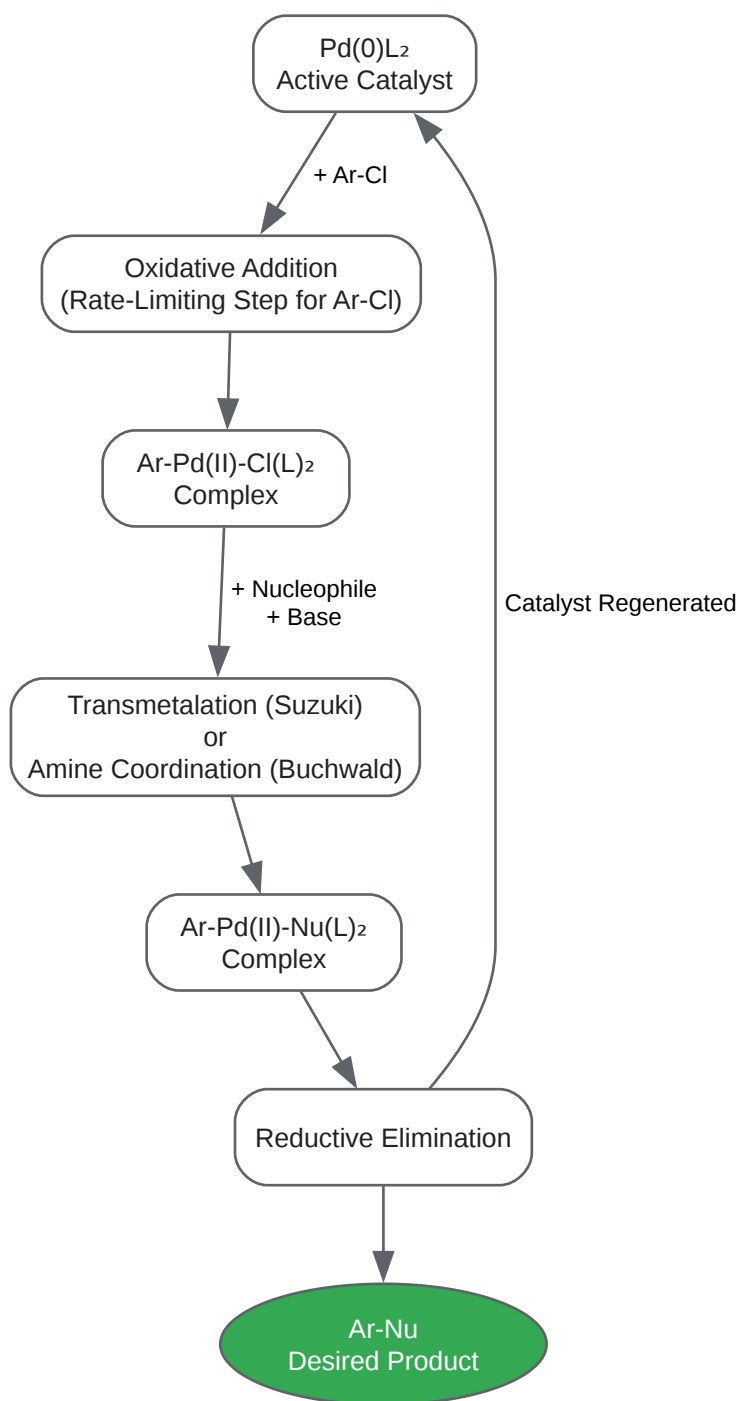 Pd(0)L₂
Active Catalyst
+ Ar-Cl
Oxidative Addition
(Rate-Limiting Step for Ar-Cl)
Ar-Pd(II)-Cl(L)₂
Complex
+ Nucleophile
+ Base
Catalyst Regenerated
Transmetalation (Suzuki)
or
Amine Coordination (Buchwald)
Ar-Pd(II)-Nu(L)₂
Complex
Reductive Elimination
Ar-Nu
Desired Product